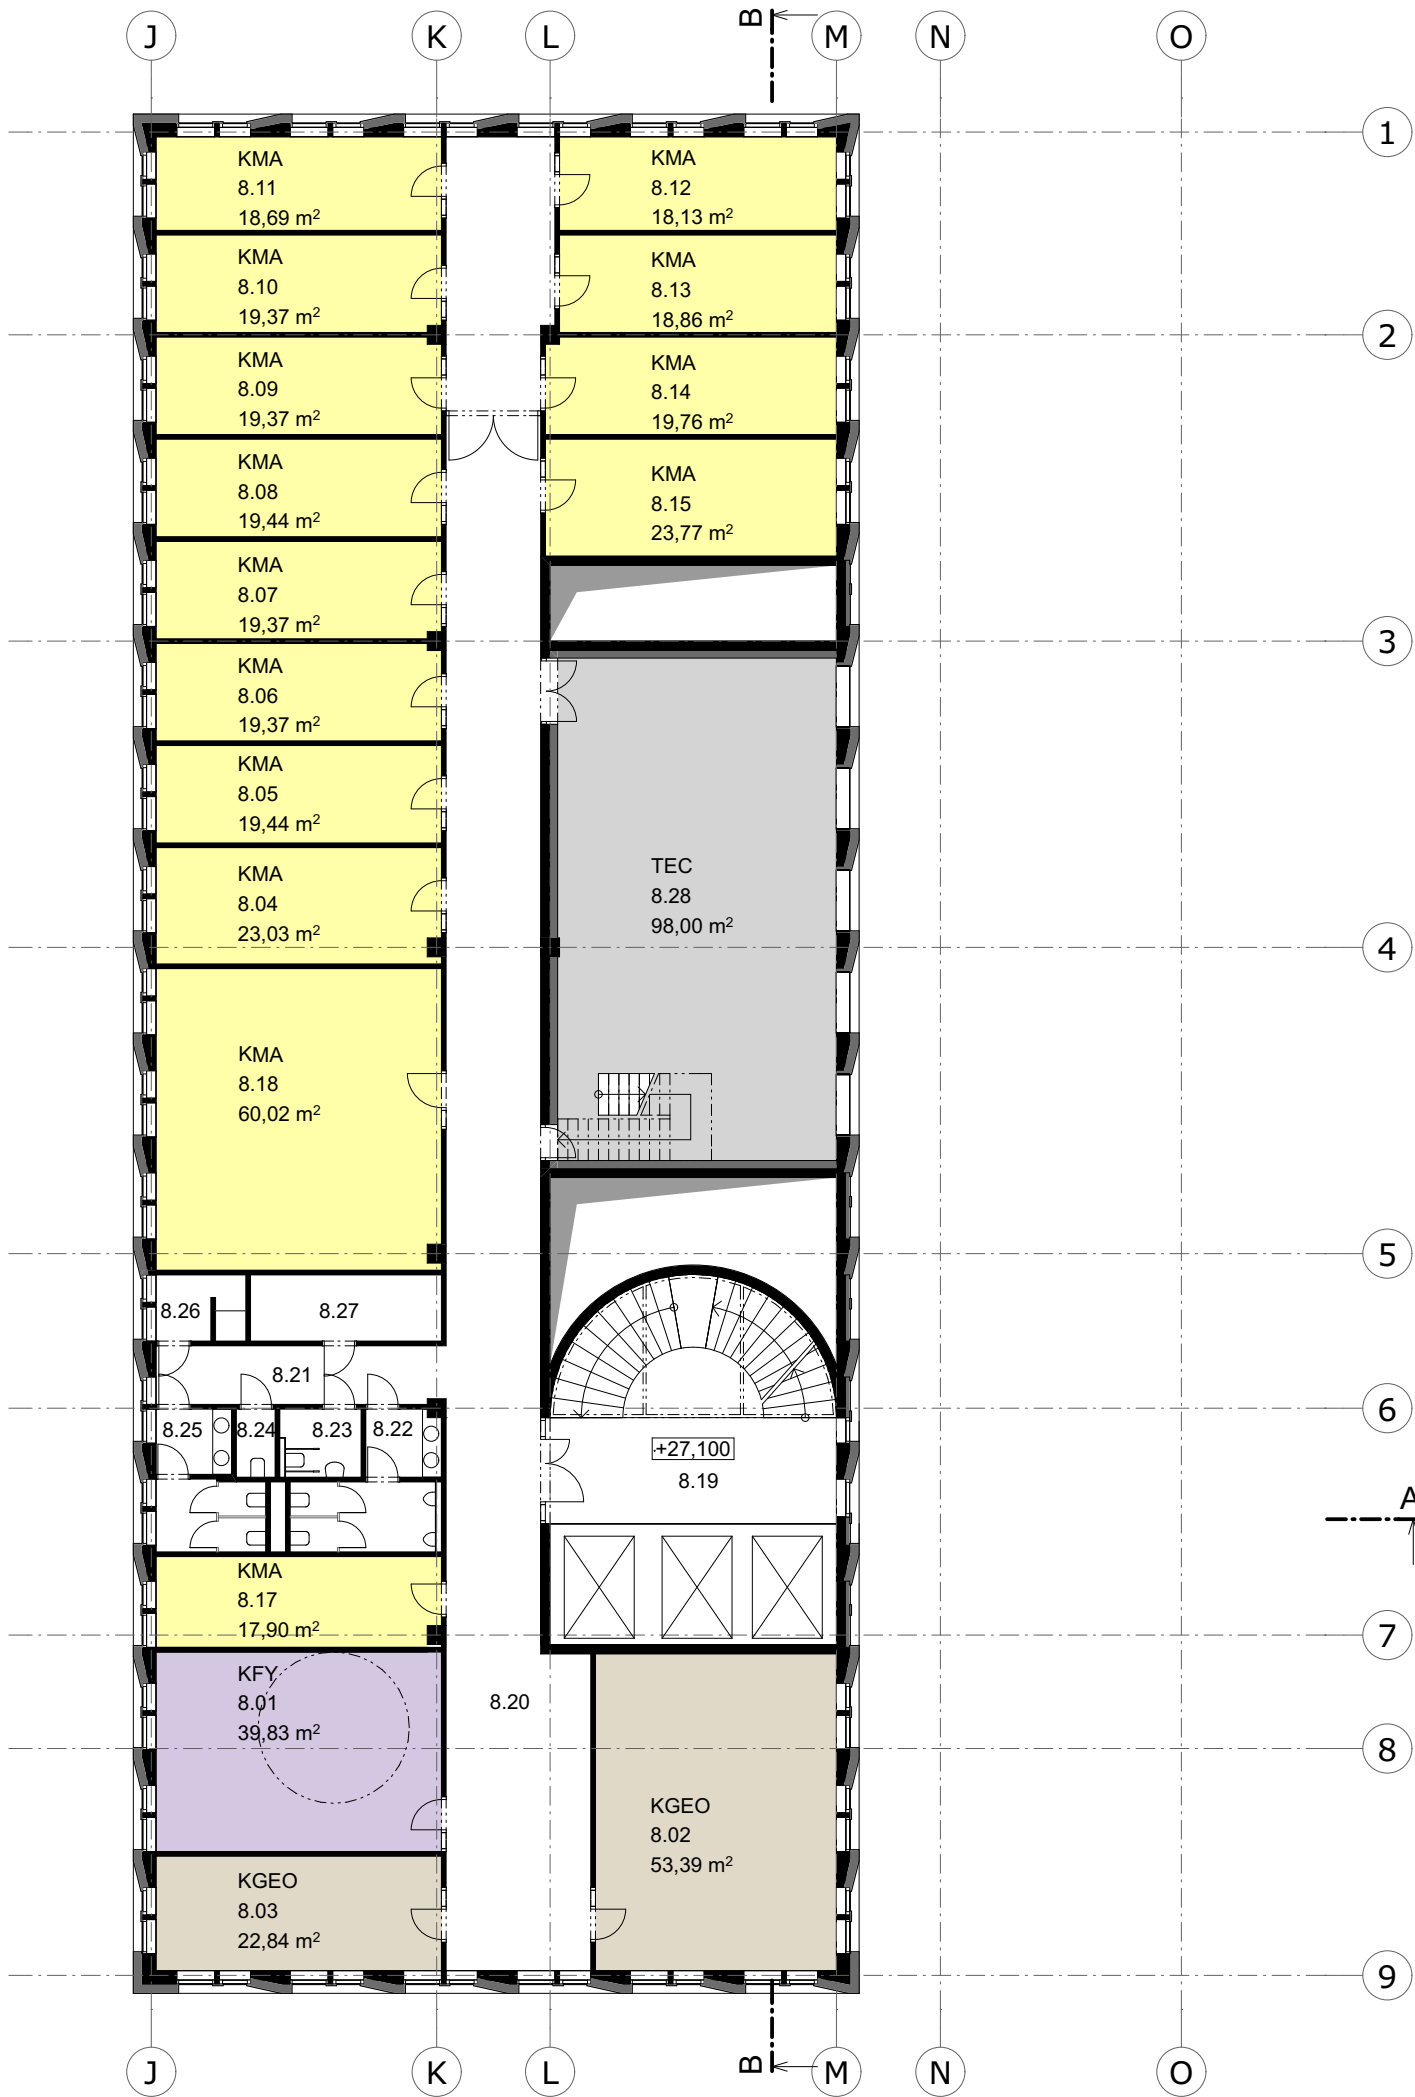 B
J
K
L
M
N
O
1
KMA
8.11
18,69 m²
KMA
8.12
18,13 m²
KMA
8.10
19,37 m²
KMA
8.13
18,86 m²
2
KMA
8.09
19,37 m²
KMA
8.14
19,76 m²
KMA
8.08
19,44 m²
KMA
8.15
23,77 m²
KMA
8.07
19,37 m²
3
KMA
8.06
19,37 m²
KMA
8.05
19,44 m²
KMA
8.04
23,03 m²
TEC
8.28
98,00 m²
4
KMA
8.18
60,02 m²
5
8.26
8.27
8.21
6
8.25
8.24
8.23
8.22
+27,100
8.19
A
KMA
8.17
17,90 m²
7
KFY
8.01
39,83 m²
8.20
8
KGEO
8.02
53,39 m²
KGEO
8.03
22,84 m²
9
B
J
K
L
M
N
O